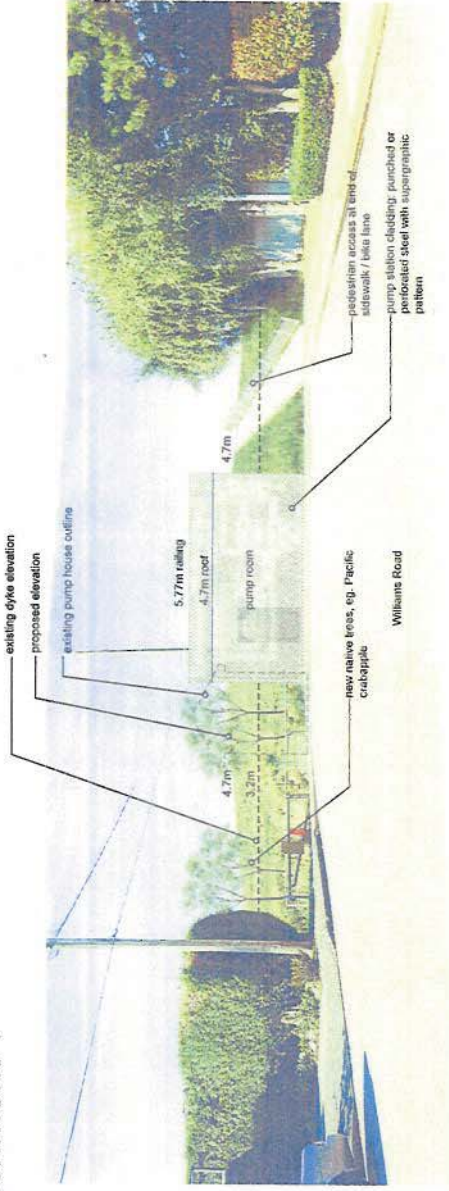 existing dyke elevation
proposed elevation
existing pump house outline
5.77m railing
4.7m roof
4.7m
4.7m
3.2m
pump room
pedestrian access at end of
sidewalk / bike lane
pump station cladding: punched or
perforated steel with supergraphic
pattern
new native trees, eg. Pacific
crabapple
Williams Road